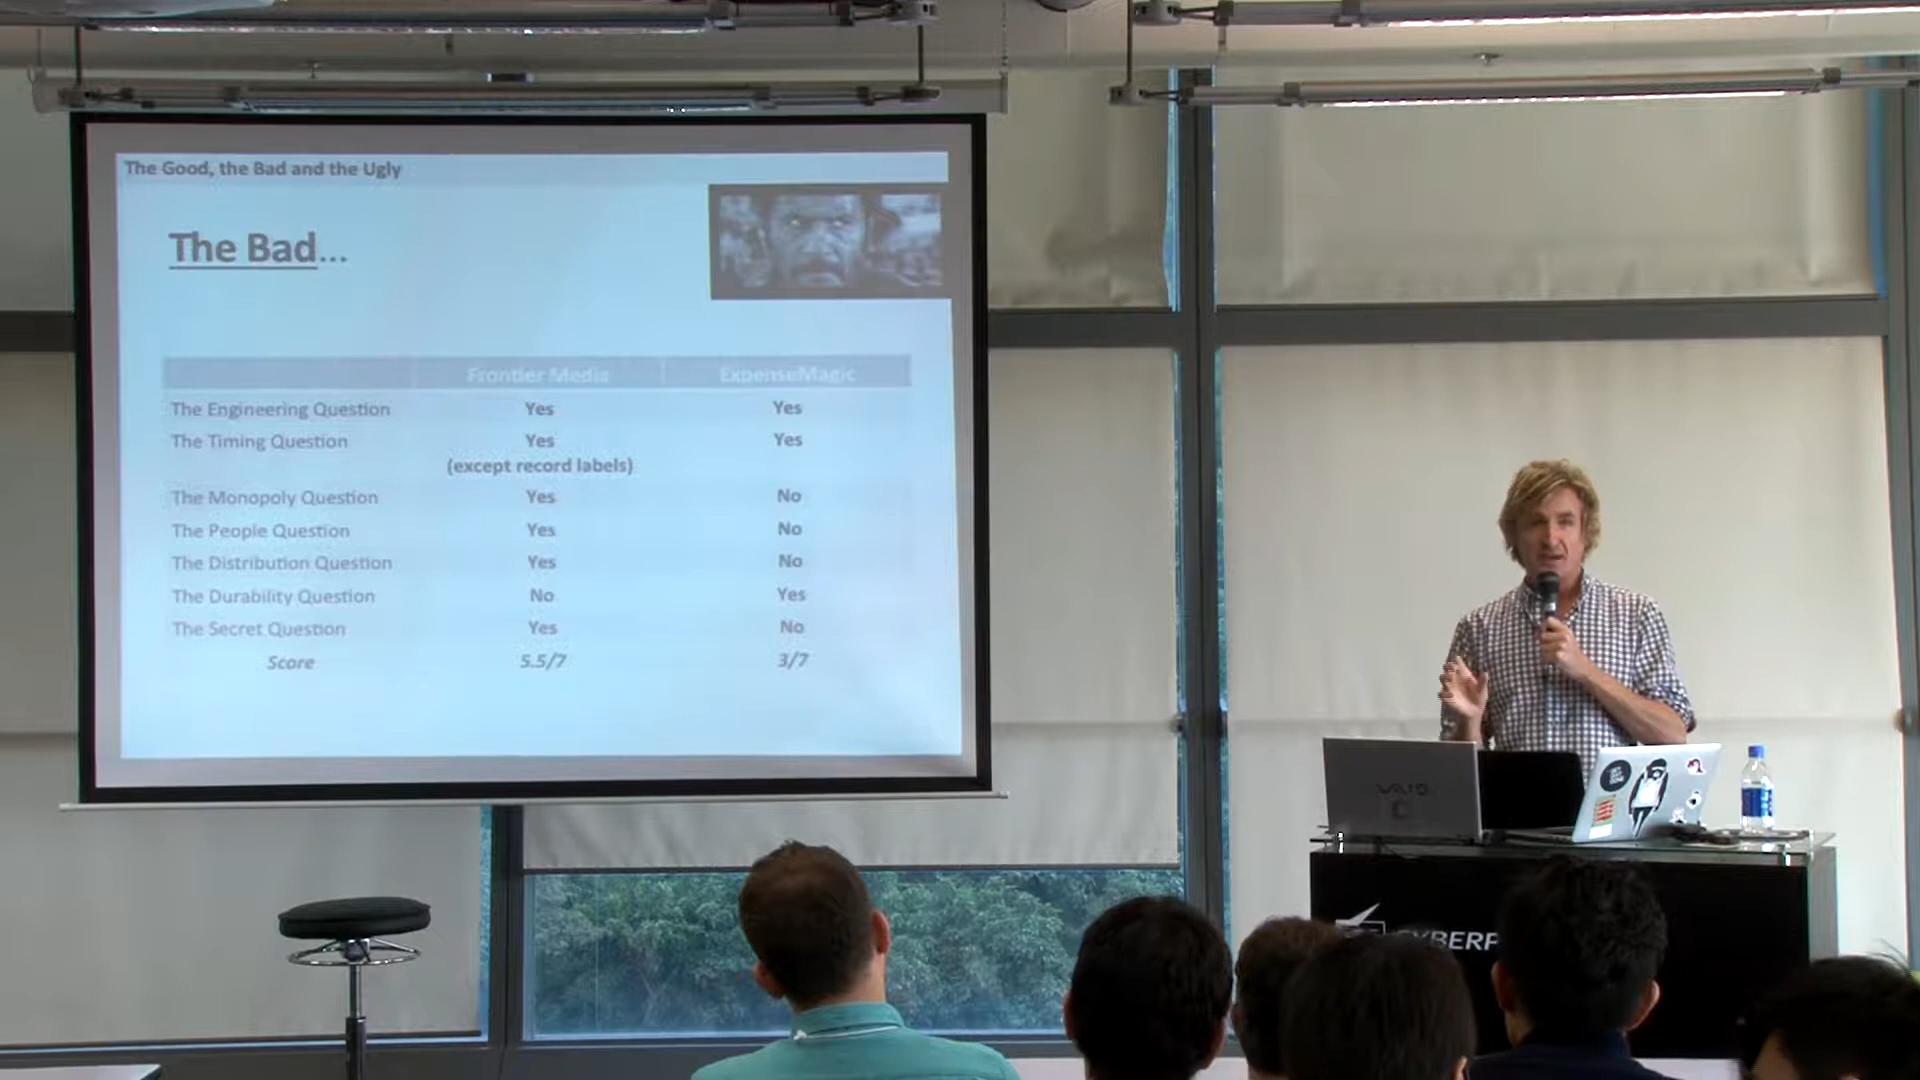 The Good, the Bad and the Ugly
The Bad...
Frontier Media ExpenseMagic
The Engineering Question Yes Yes
The Timing Question Yes Yes
(except record labels)
The Monopoly Question Yes No
The People Question Yes No
The Distribution Question Yes No
The Durability Question No Yes
The Secret Question Yes No
Score 5.5/7 3/7
VAIO